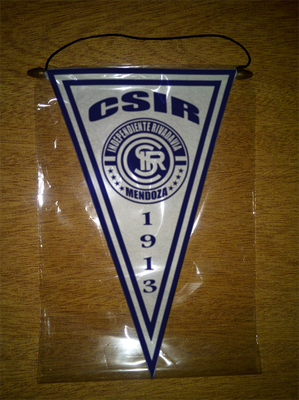 CSIR
INDEPENDIENTE RIVADAVIA
CSIR
MENDOZA
1
9
1
3